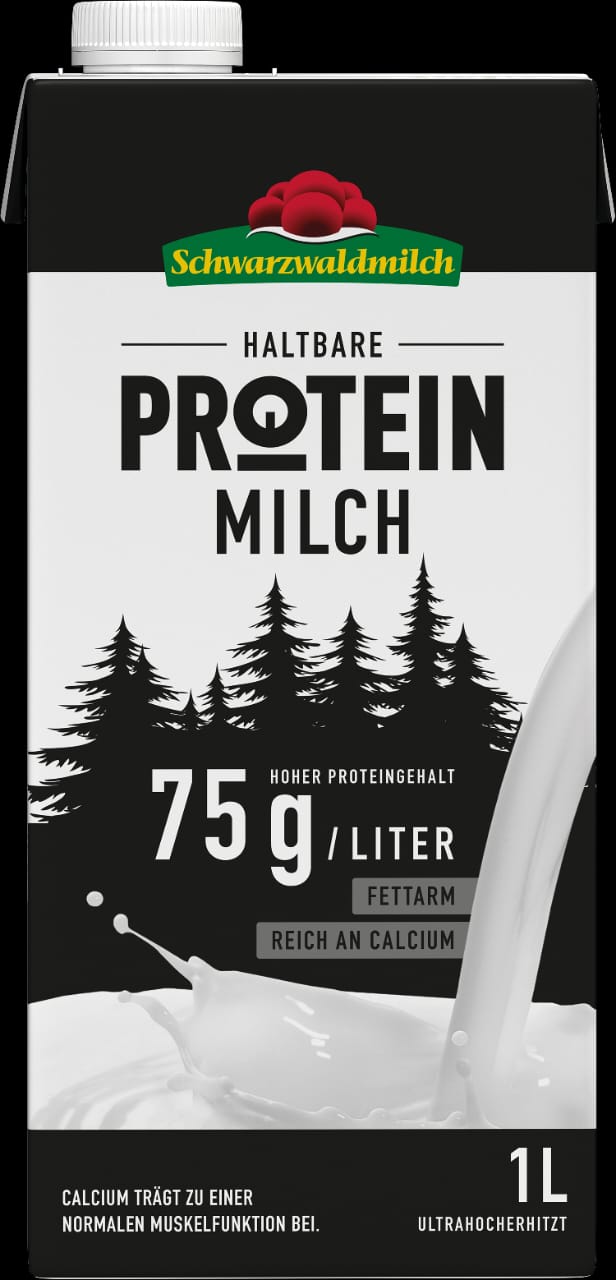 Schwarzwaldmilch
HALTBARE
PROTEIN
MILCH
HOHER PROTEINGEHALT
75 g / LITER
FETTARM
REICH AN CALCIUM
1L
CALCIUM TRÄGT ZU EINER
NORMALEN MUSKELFUNKTION BEI.
ULTRAHOCHERHITZT